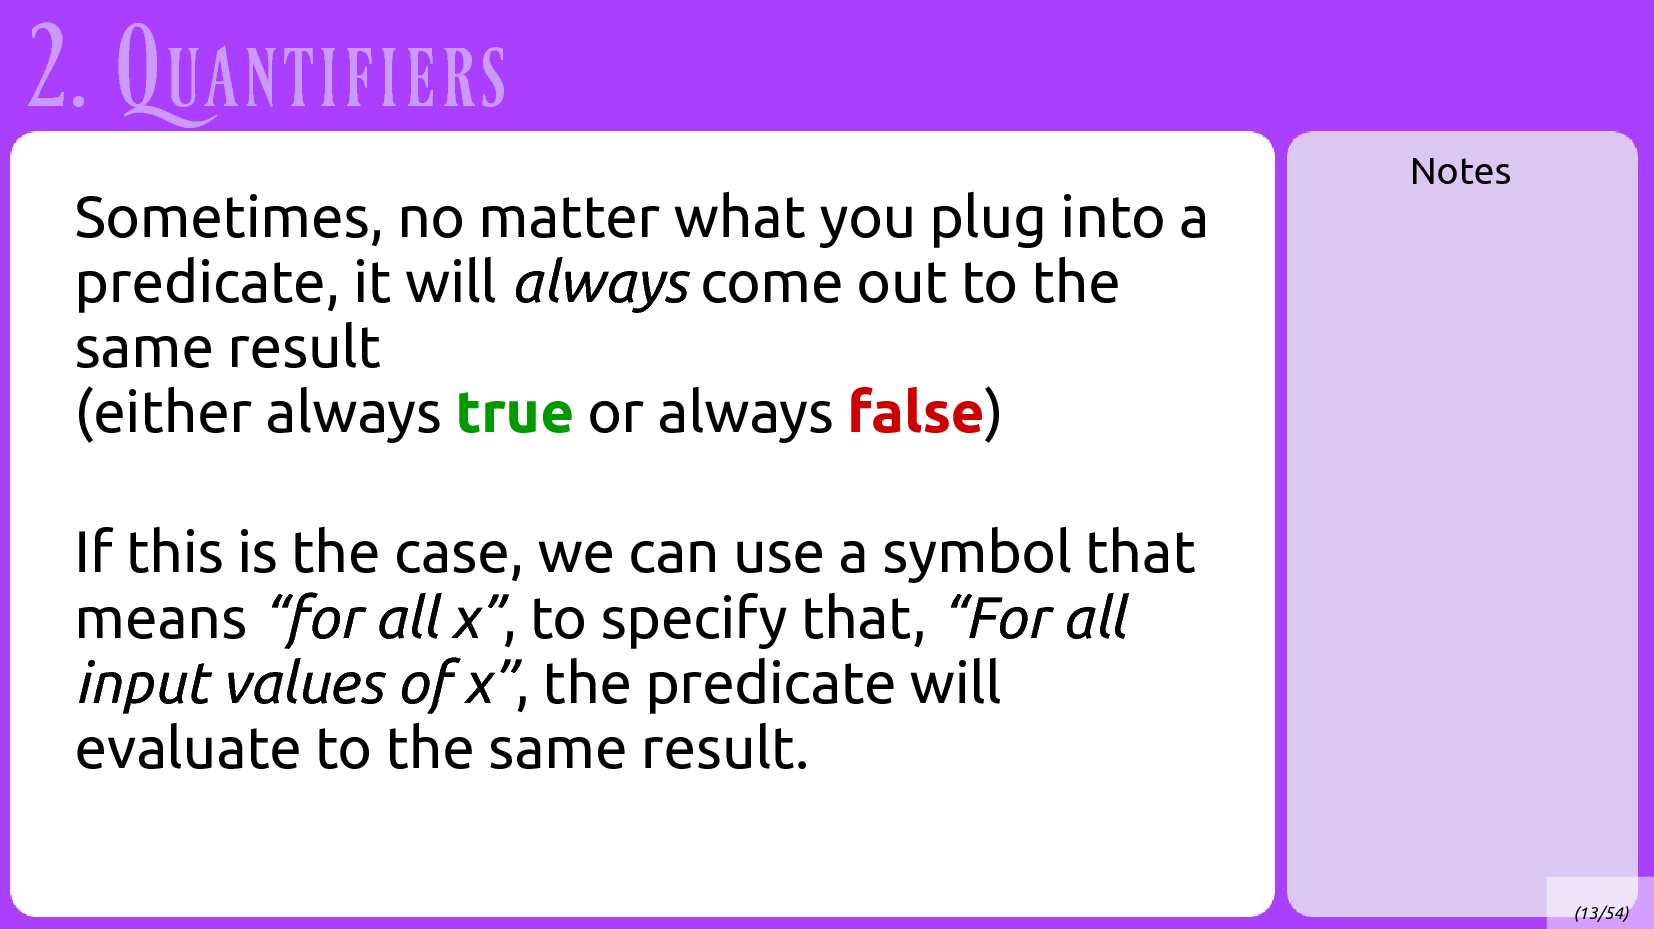 2. Quantifiers
Sometimes, no matter what you plug into a
predicate, it will always come out to the
same result
(either always true or always false)
If this is the case, we can use a symbol that
means “for all x”, to specify that, “For all
input values of x”, the predicate will
evaluate to the same result.
Notes
(13/54)